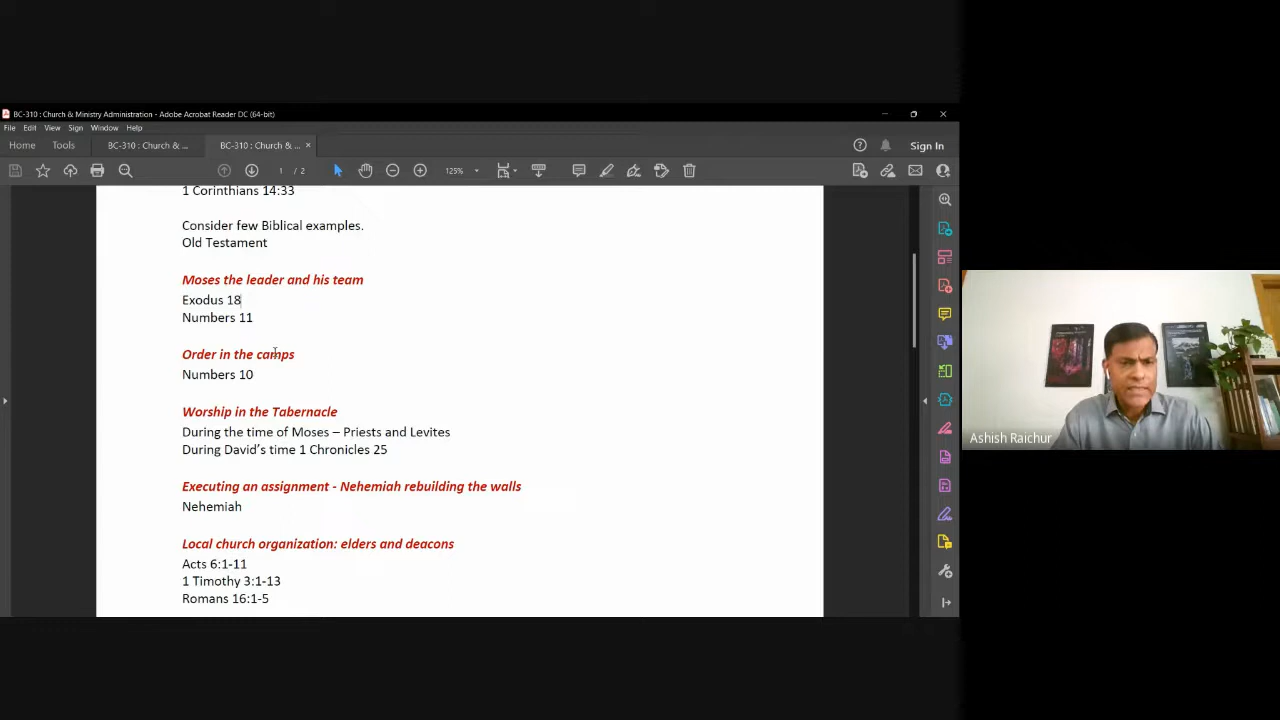 BC-310 : Church & Ministry Administration - Adobe Acrobat Reader DC (64-bit)
File Edit View Sign Window Help
Home Tools BC-310 : Church & ... BC-310 : Church & ... × Sign In
1 / 2 125%
1 Corinthians 14:33
Consider few Biblical examples.
Old Testament
Moses the leader and his team
Exodus 18
Numbers 11
Order in the camps
Numbers 10
Worship in the Tabernacle
During the time of Moses – Priests and Levites
During David’s time 1 Chronicles 25
Executing an assignment - Nehemiah rebuilding the walls
Nehemiah
Local church organization: elders and deacons
Acts 6:1-11
1 Timothy 3:1-13
Romans 16:1-5
Ashish Raichur